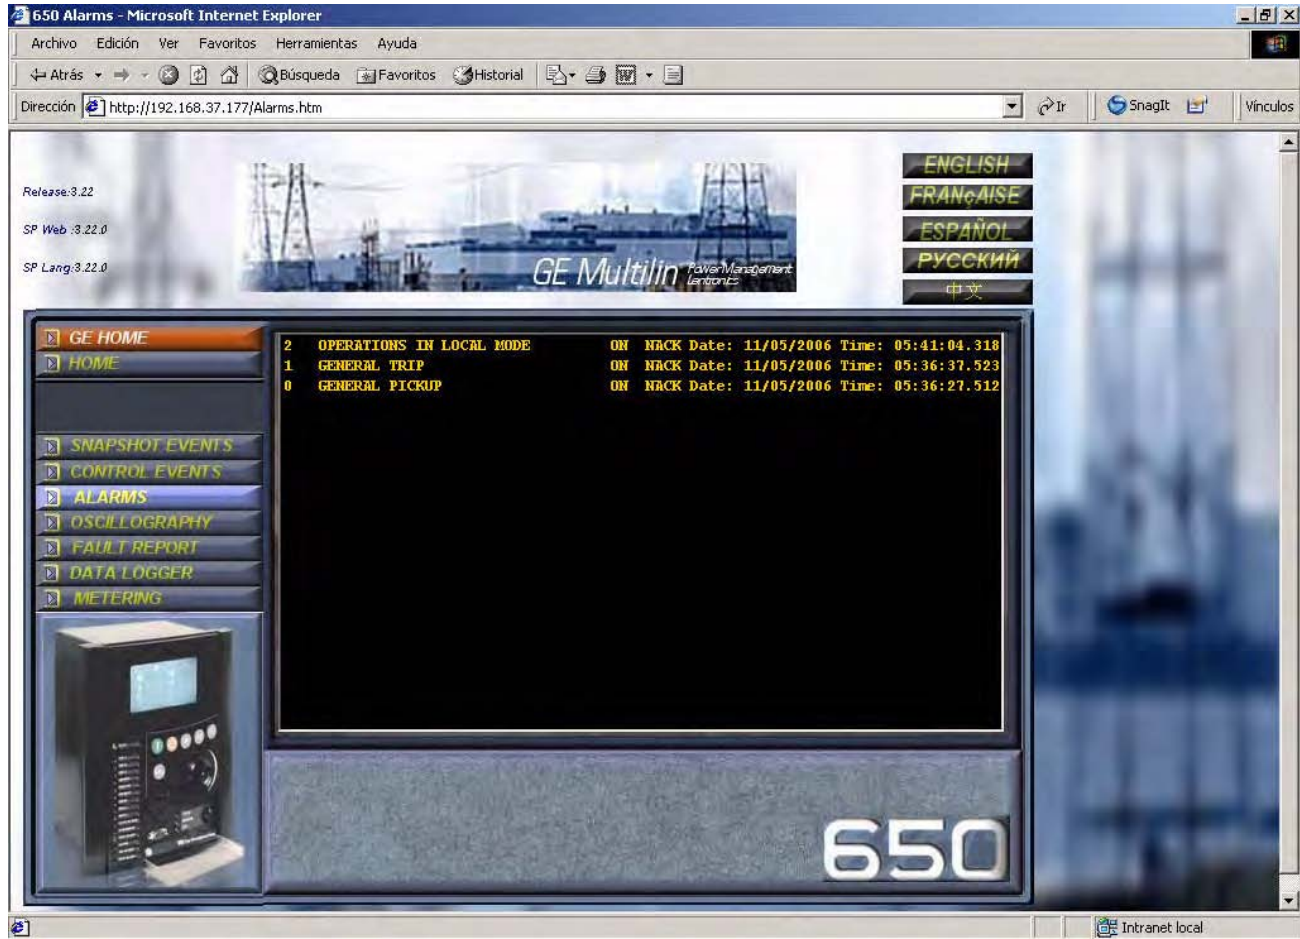 650 Alarms - Microsoft Internet Explorer
Archivo Edición Ver Favoritos Herramientas Ayuda
Atrás Búsqueda Favoritos Historial
Dirección http://192.168.37.177/Alarms.htm Ir SnagIt Vínculos
Release:3.22
SP Web :3.22.0
SP Lang:3.22.0
GE Multilin PowerManagement
Lentronics
ENGLISH
FRANçAISE
ESPAÑOL
РУССКИЙ
中文
GE HOME
HOME
SNAPSHOT EVENTS
CONTROL EVENTS
ALARMS
OSCILLOGRAPHY
FAULT REPORT
DATA LOGGER
METERING
2 OPERATIONS IN LOCAL MODE ON NACK Date: 11/05/2006 Time: 05:41:04.318
1 GENERAL TRIP ON NACK Date: 11/05/2006 Time: 05:36:37.523
0 GENERAL PICKUP ON NACK Date: 11/05/2006 Time: 05:36:27.512
650
Intranet local